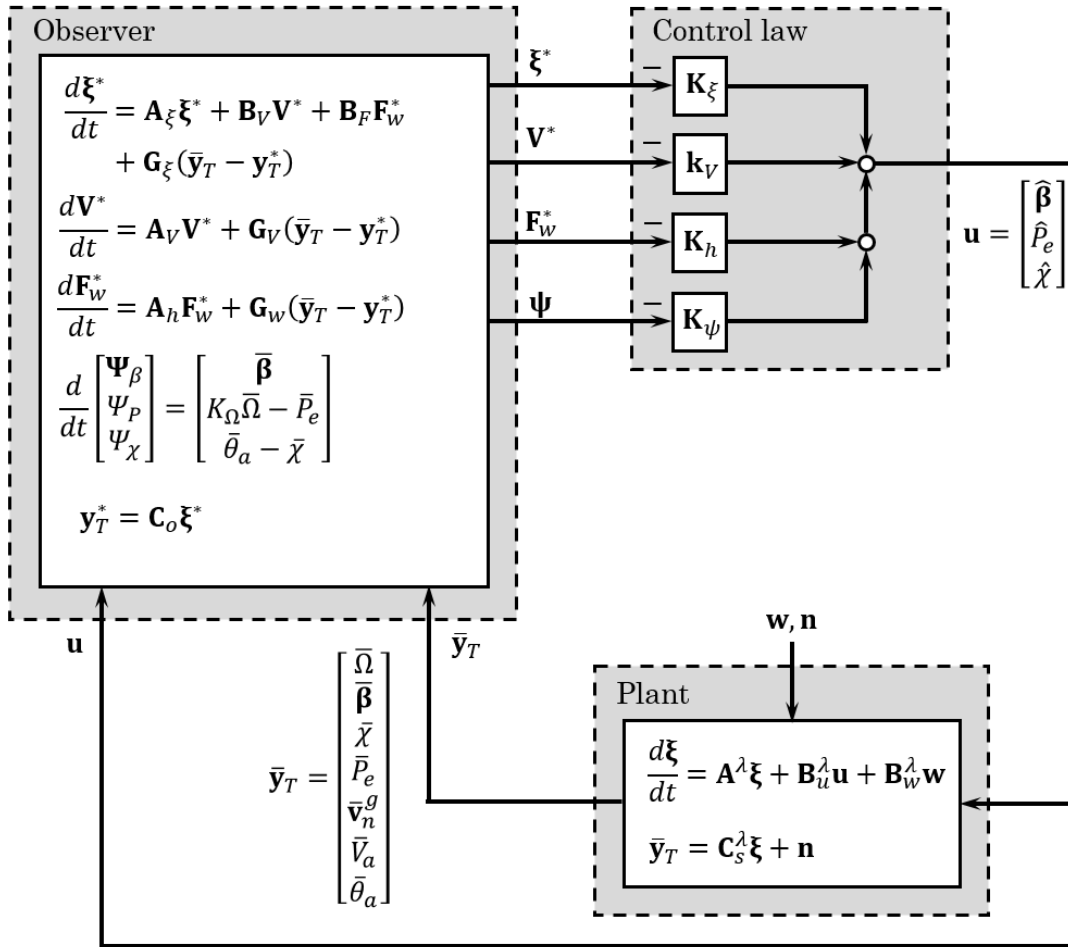 Observer
dξ*/dt = A_ξ ξ* + B_V V* + B_F F_w*
+ G_ξ(ȳ_T − y_T*)
dV*/dt = A_V V* + G_V(ȳ_T − y_T*)
dF_w*/dt = A_h F_w* + G_w(ȳ_T − y_T*)
d/dt [Ψ_β; Ψ_P; Ψ_χ] = [β̄; K_Ω Ω̄ − P̄_e; θ̄_a − χ̄]
y_T* = C_o ξ*
ξ*
V*
F_w*
ψ
Control law
− K_ξ
− k_V
− K_h
− K_ψ
u = [β̂; P̂_e; χ̂]
u
ȳ_T
ȳ_T = [Ω̄; β̄; χ̄; P̄_e; v̄_n^g; V̄_a; θ̄_a]
w, n
Plant
dξ/dt = A^λ ξ + B_u^λ u + B_w^λ w
ȳ_T = C_s^λ ξ + n